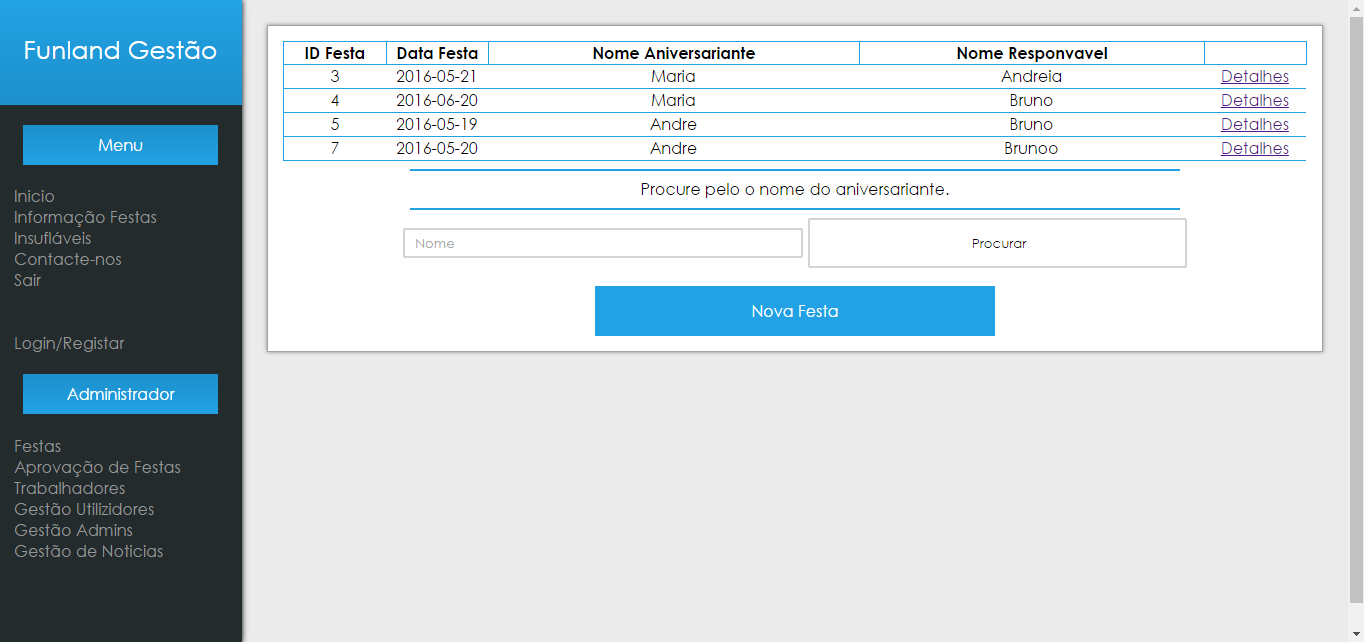 Funland Gestão
Menu
Inicio
Informação Festas
Insufláveis
Contacte-nos
Sair
Login/Registar
Administrador
Festas
Aprovação de Festas
Trabalhadores
Gestão Utilizidores
Gestão Admins
Gestão de Noticias
ID Festa Data Festa Nome Aniversariante Nome Responvavel
3 2016-05-21 Maria Andreia Detalhes
4 2016-06-20 Maria Bruno Detalhes
5 2016-05-19 Andre Bruno Detalhes
7 2016-05-20 Andre Brunoo Detalhes
Procure pelo o nome do aniversariante.
Nome Procurar
Nova Festa